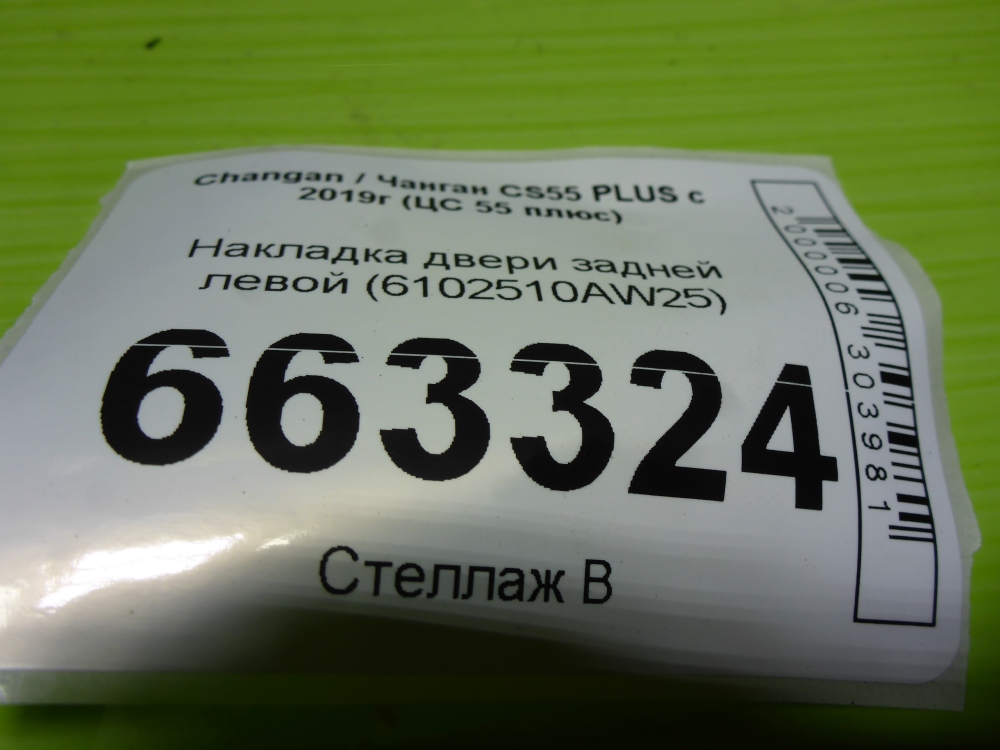 Changan / Чанган CS55 PLUS с
2019г (ЦС 55 плюс)
Накладка двери задней
левой (6102510AW25)
663324
Стеллаж В
2000006303981